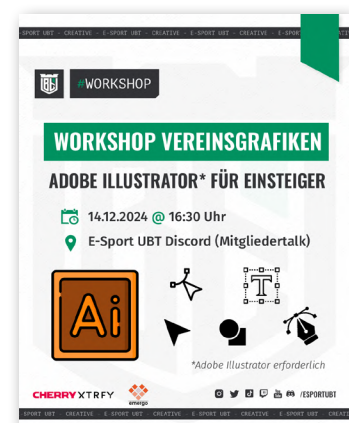 -SPORT UBT - CREATIVE - E-SPORT UBT - CREATIVE - E-SPORT UBT - CREATIVE - E-SPOR
#WORKSHOP
WORKSHOP VEREINSGRAFIKEN
ADOBE ILLUSTRATOR* FÜR EINSTEIGER
14.12.2024 @ 16:30 Uhr
E-Sport UBT Discord (Mitgliedertalk)
Ai
T
*Adobe Illustrator erforderlich
CHERRY XTRFY
emergo
/ESPORTUBT
SPORT UBT - CREATIVE - E-SPORT UBT - CREATIVE - E-SPORT UBT - CREATIVE - E-SPORT UBT - CREAT